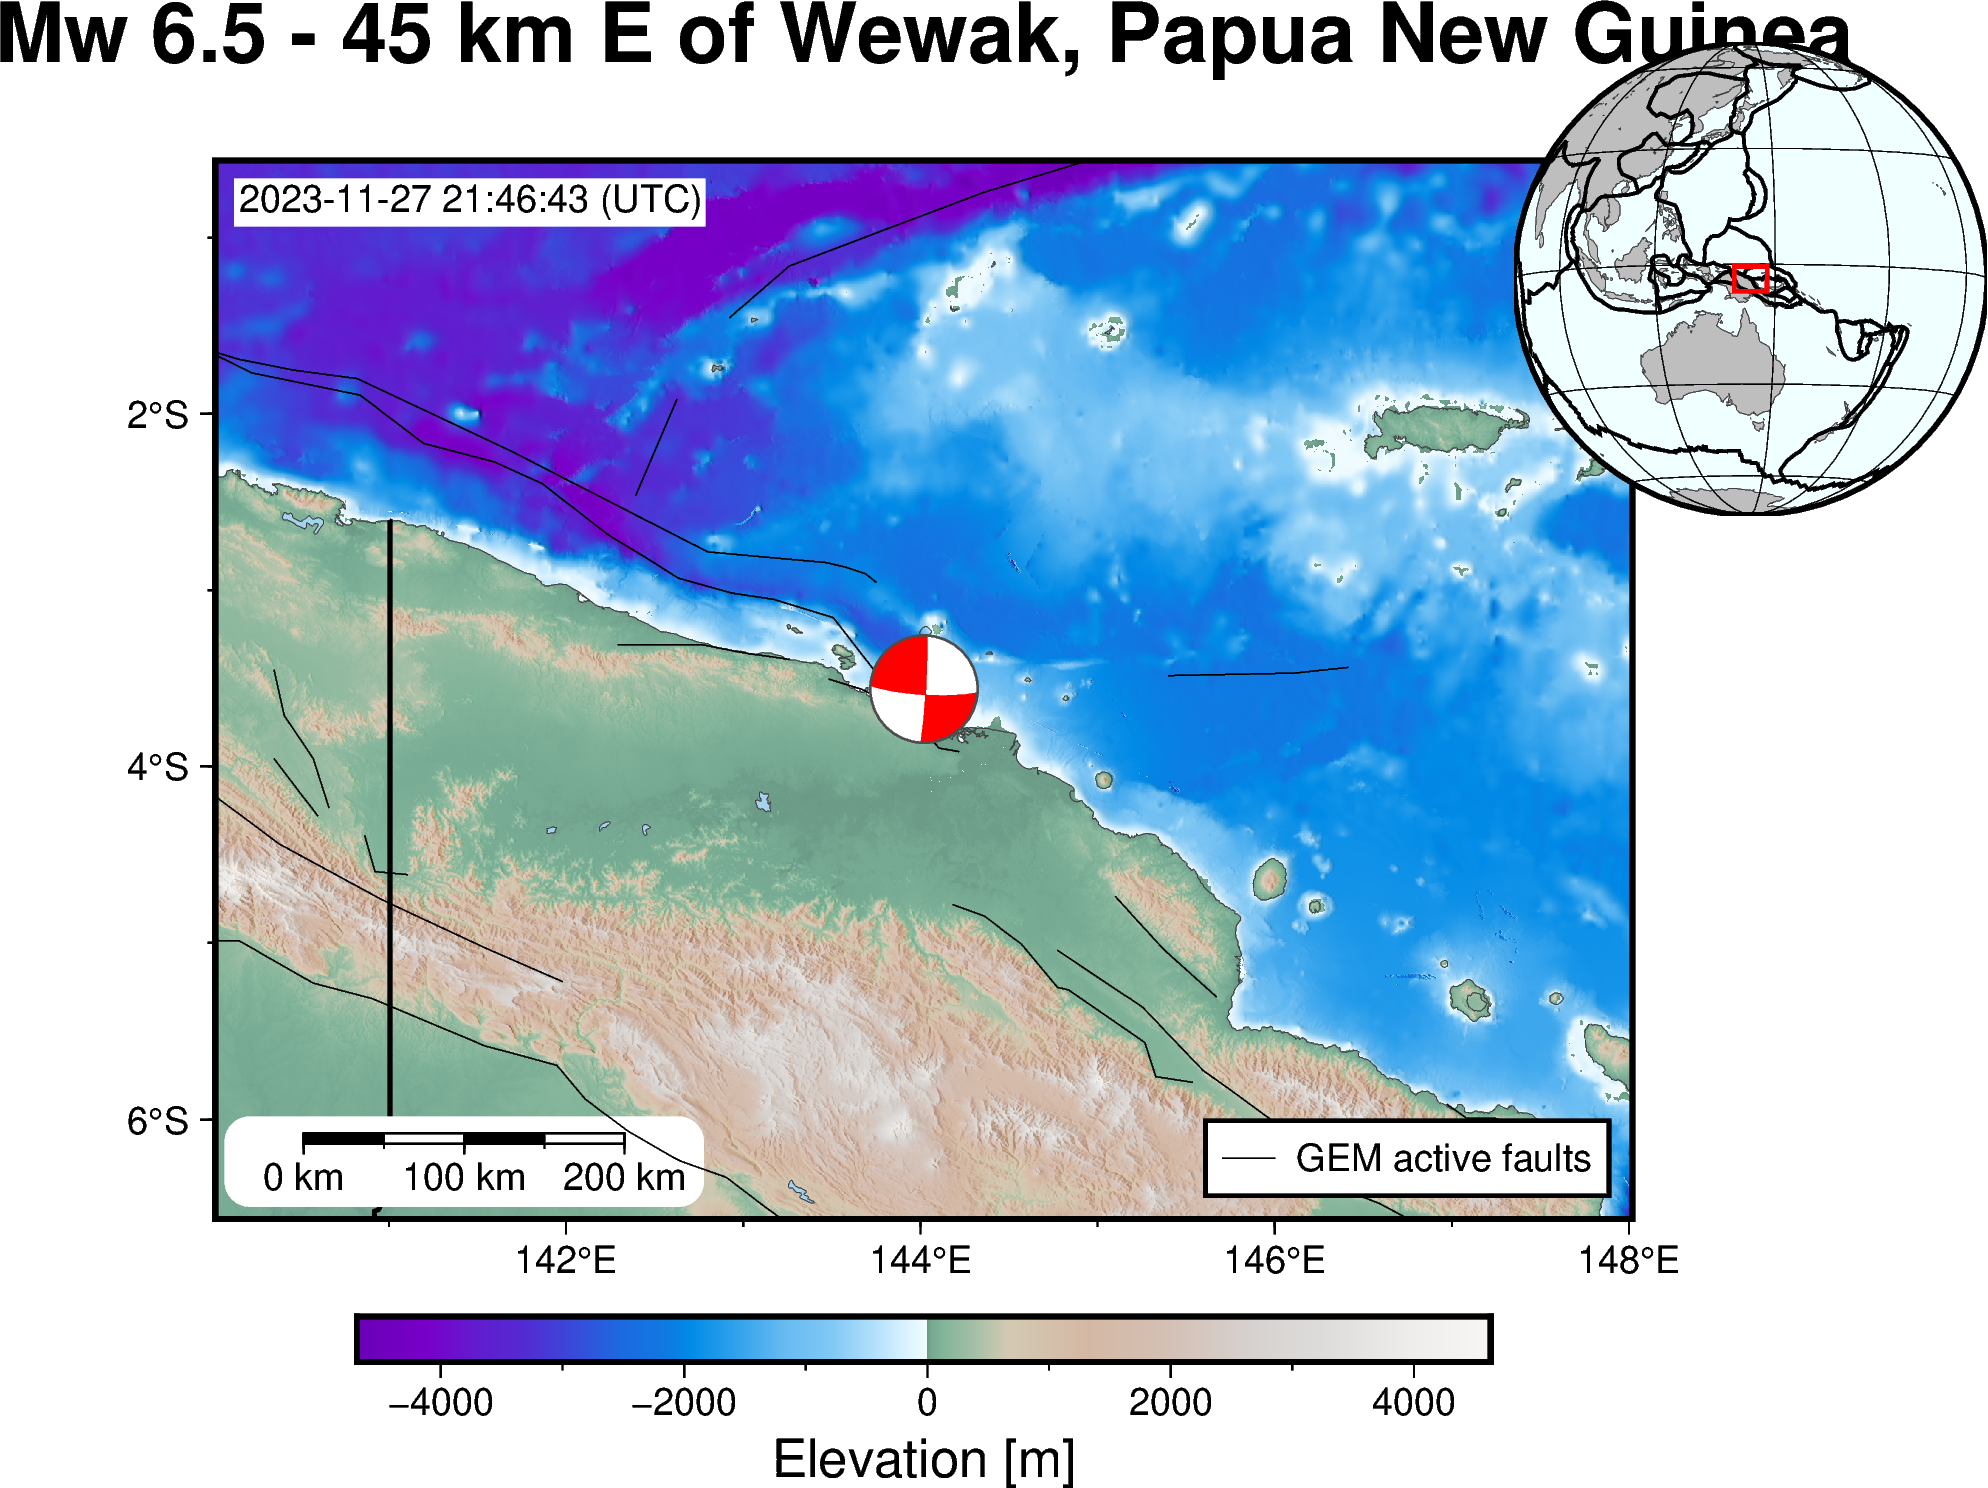 Mw 6.5 - 45 km E of Wewak, Papua New Guinea
2023-11-27 21:46:43 (UTC)
2°S
4°S
6°S
0 km 100 km 200 km
GEM active faults
142°E 144°E 146°E 148°E
−4000 −2000 0 2000 4000
Elevation [m]